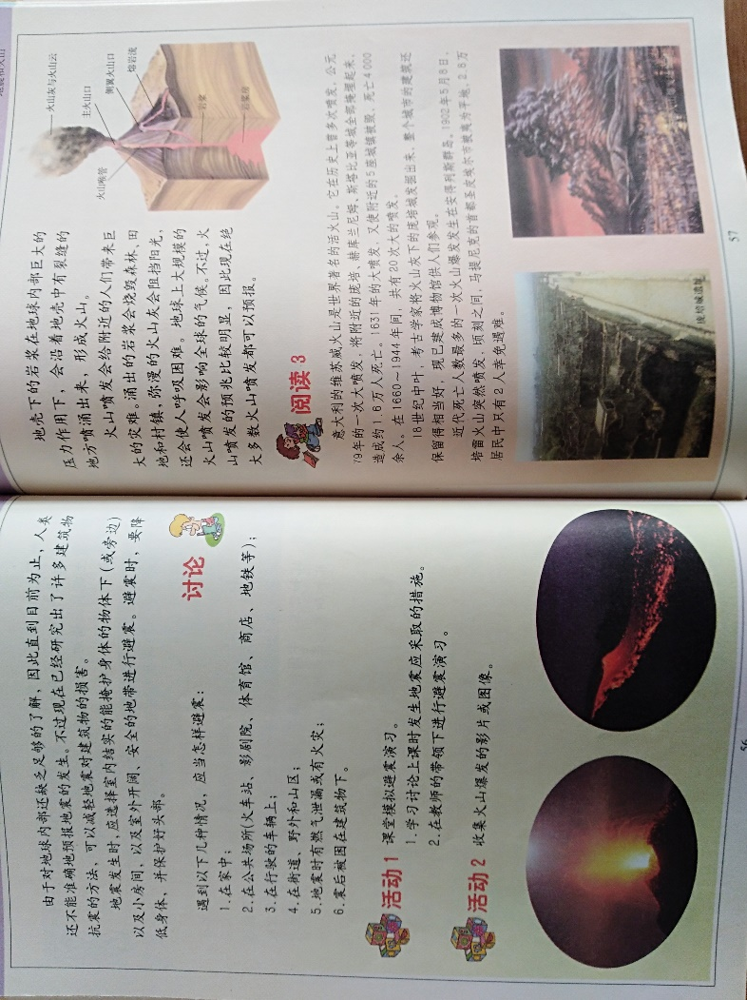 由于对地球内部还缺乏足够的了解，因此直到目前为止，人类
还不能准确地预报地震的发生。不过现在已经研究出了许多建筑物
抗震的方法，可以减轻地震对建筑物的损害。
地震发生时，应选择室内结实的能掩护身体的物体下（或旁边）
以及小房间，以及室外开阔、安全的地带进行避震。避震时，要降
低身体，并保护好头部。
讨论
遇到以下几种情况，应当怎样避震：
1.在家中；
2.在公共场所(火车站、影剧院、体育馆、商店、地铁等)；
3.在行驶的车辆上；
4.在街道、野外和山区；
5.地震时有燃气泄漏或有火灾；
6.震后被困在建筑物下。
活动1 课堂模拟避震演习。
1.学习讨论上课时发生地震应采取的措施。
2.在教师的带领下进行避震演习。
活动2 收集火山爆发的影片或图像。
56
地震和火山
地壳下的岩浆在地球内部巨大的
压力作用下，会沿着地壳中有裂缝的
地方喷涌出来，形成火山。
火山喷发会给附近的人们带来巨
大的灾难。涌出的岩浆会烧毁森林、田
地和村镇，弥漫的火山灰会阻挡阳光，
还会使人呼吸困难。地球上大规模的
火山喷发会影响全球的气候。不过，火
山喷发的预兆比较明显，因此现在绝
大多数火山喷发都可以预报。
火山灰与火山云
主火山口
侧翼火山口
熔岩流
火山喉管
岩浆
岩浆房
阅读3
意大利的维苏威火山是世界著名的活火山。它在历史上曾多次喷发。公元
79年的一次大喷发，将附近的庞培、赫库兰尼姆、斯塔比亚等城全部掩埋起来，
造成约1.6万人死亡。1631年的大喷发，又使附近的5座城镇被毁，死亡4000
余人。在1660～1944年间，共有20次大的喷发。
18世纪中叶，考古学家将火山灰下的庞培城发掘出来，整个城市的建筑还
保留得相当好，现已建成博物馆供人们参观。
近代死亡人数最多的一次火山爆发发生在安得列斯群岛。1902年5月8日，
培雷火山突然喷发，顷刻之间，马提尼克的首都圣皮埃尔市被夷为平地，2.8万
居民中只有2人幸免遇难。
庞培城遗址
57